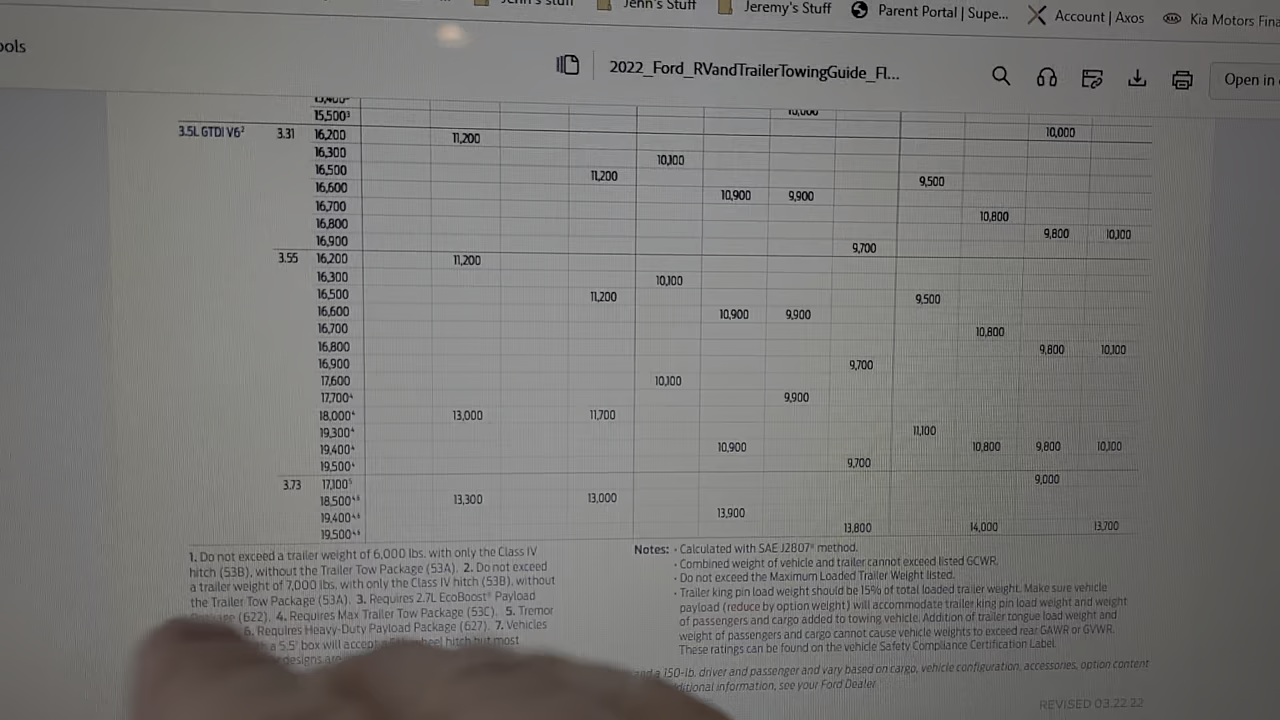 Jenn's stuff Jenn's Stuff Jeremy's Stuff Parent Portal | Supe... Account | Axos Kia Motors Fina
ools
2022_Ford_RVandTrailerTowingGuide_Fl... Open in
15,500³ 10,000
3.5L GTDI V6² 3.31 16,200 11,200 10,000
16,300 10,100
16,500 11,200 9,500
16,600 10,900 9,900
16,700 10,800
16,800 9,800 10,100
16,900 9,700
3.55 16,200 11,200
16,300 10,100
16,500 11,200 9,500
16,600 10,900 9,900
16,700 10,800
16,800 9,800 10,100
16,900 9,700
17,600 10,100
17,700⁴ 9,900
18,000⁴ 13,000 11,700
19,300⁴ 11,100
19,400⁴ 10,900 10,800 9,800 10,100
19,500⁴ 9,700
3.73 17,100⁵ 9,000
18,500⁴˒⁶ 13,300 13,000
19,400⁴˒⁶ 13,900
19,500⁴˒⁶ 13,800 14,000 13,200
1. Do not exceed a trailer weight of 6,000 lbs. with only the Class IV
hitch (53B), without the Trailer Tow Package (53A). 2. Do not exceed
a trailer weight of 7,000 lbs. with only the Class IV hitch (53B), without
the Trailer Tow Package (53A). 3. Requires 2.7L EcoBoost® Payload
Package (622). 4. Requires Max Trailer Tow Package (53C). 5. Tremor
6. Requires Heavy-Duty Payload Package (627). 7. Vehicles
a 5.5' box will accept a wheel hitch but most
designs are
Notes: • Calculated with SAE J2807® method.
• Combined weight of vehicle and trailer cannot exceed listed GCWR.
• Do not exceed the Maximum Loaded Trailer Weight listed.
• Trailer king pin load weight should be 15% of total loaded trailer weight. Make sure vehicle
payload (reduce by option weight) will accommodate trailer king pin load weight and weight
of passengers and cargo added to towing vehicle. Addition of trailer tongue load weight and
weight of passengers and cargo cannot cause vehicle weights to exceed rear GAWR or GVWR.
These ratings can be found on the vehicle Safety Compliance Certification Label.
and a 150-lb. driver and passenger and vary based on cargo, vehicle configuration, accessories, option content
ditional information, see your Ford Dealer
REVISED 03.22.22